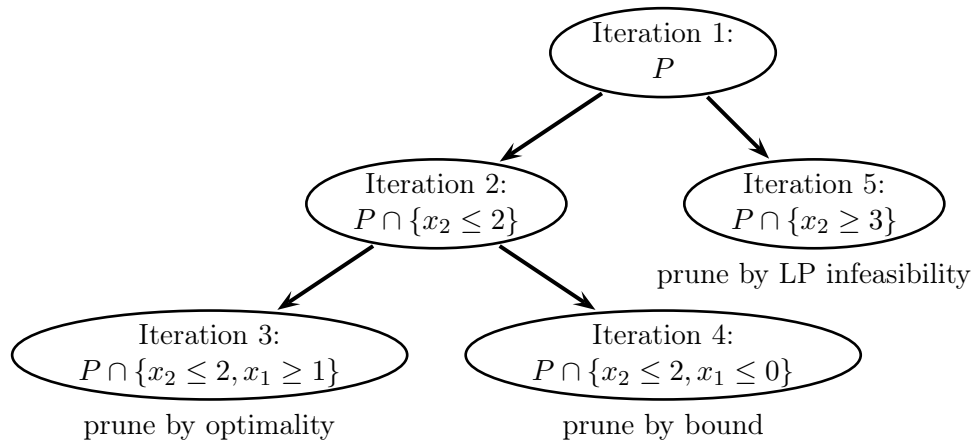 Iteration 1:
P
Iteration 2:
P ∩ {x₂ ≤ 2}
Iteration 5:
P ∩ {x₂ ≥ 3}
prune by LP infeasibility
Iteration 3:
P ∩ {x₂ ≤ 2, x₁ ≥ 1}
prune by optimality
Iteration 4:
P ∩ {x₂ ≤ 2, x₁ ≤ 0}
prune by bound